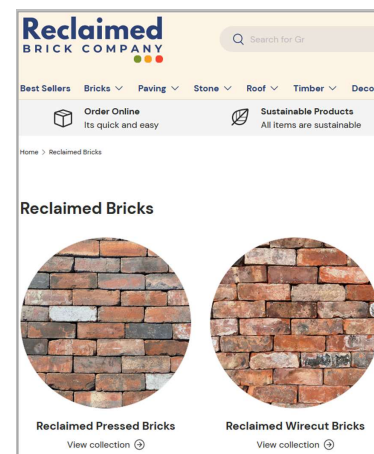 Reclaimed
BRICK COMPANY
Search for Gr
Best Sellers Bricks Paving Stone Roof Timber Deco
Order Online
Its quick and easy
Sustainable Products
All items are sustainable
Home > Reclaimed Bricks
Reclaimed Bricks
Reclaimed Pressed Bricks
View collection
Reclaimed Wirecut Bricks
View collection